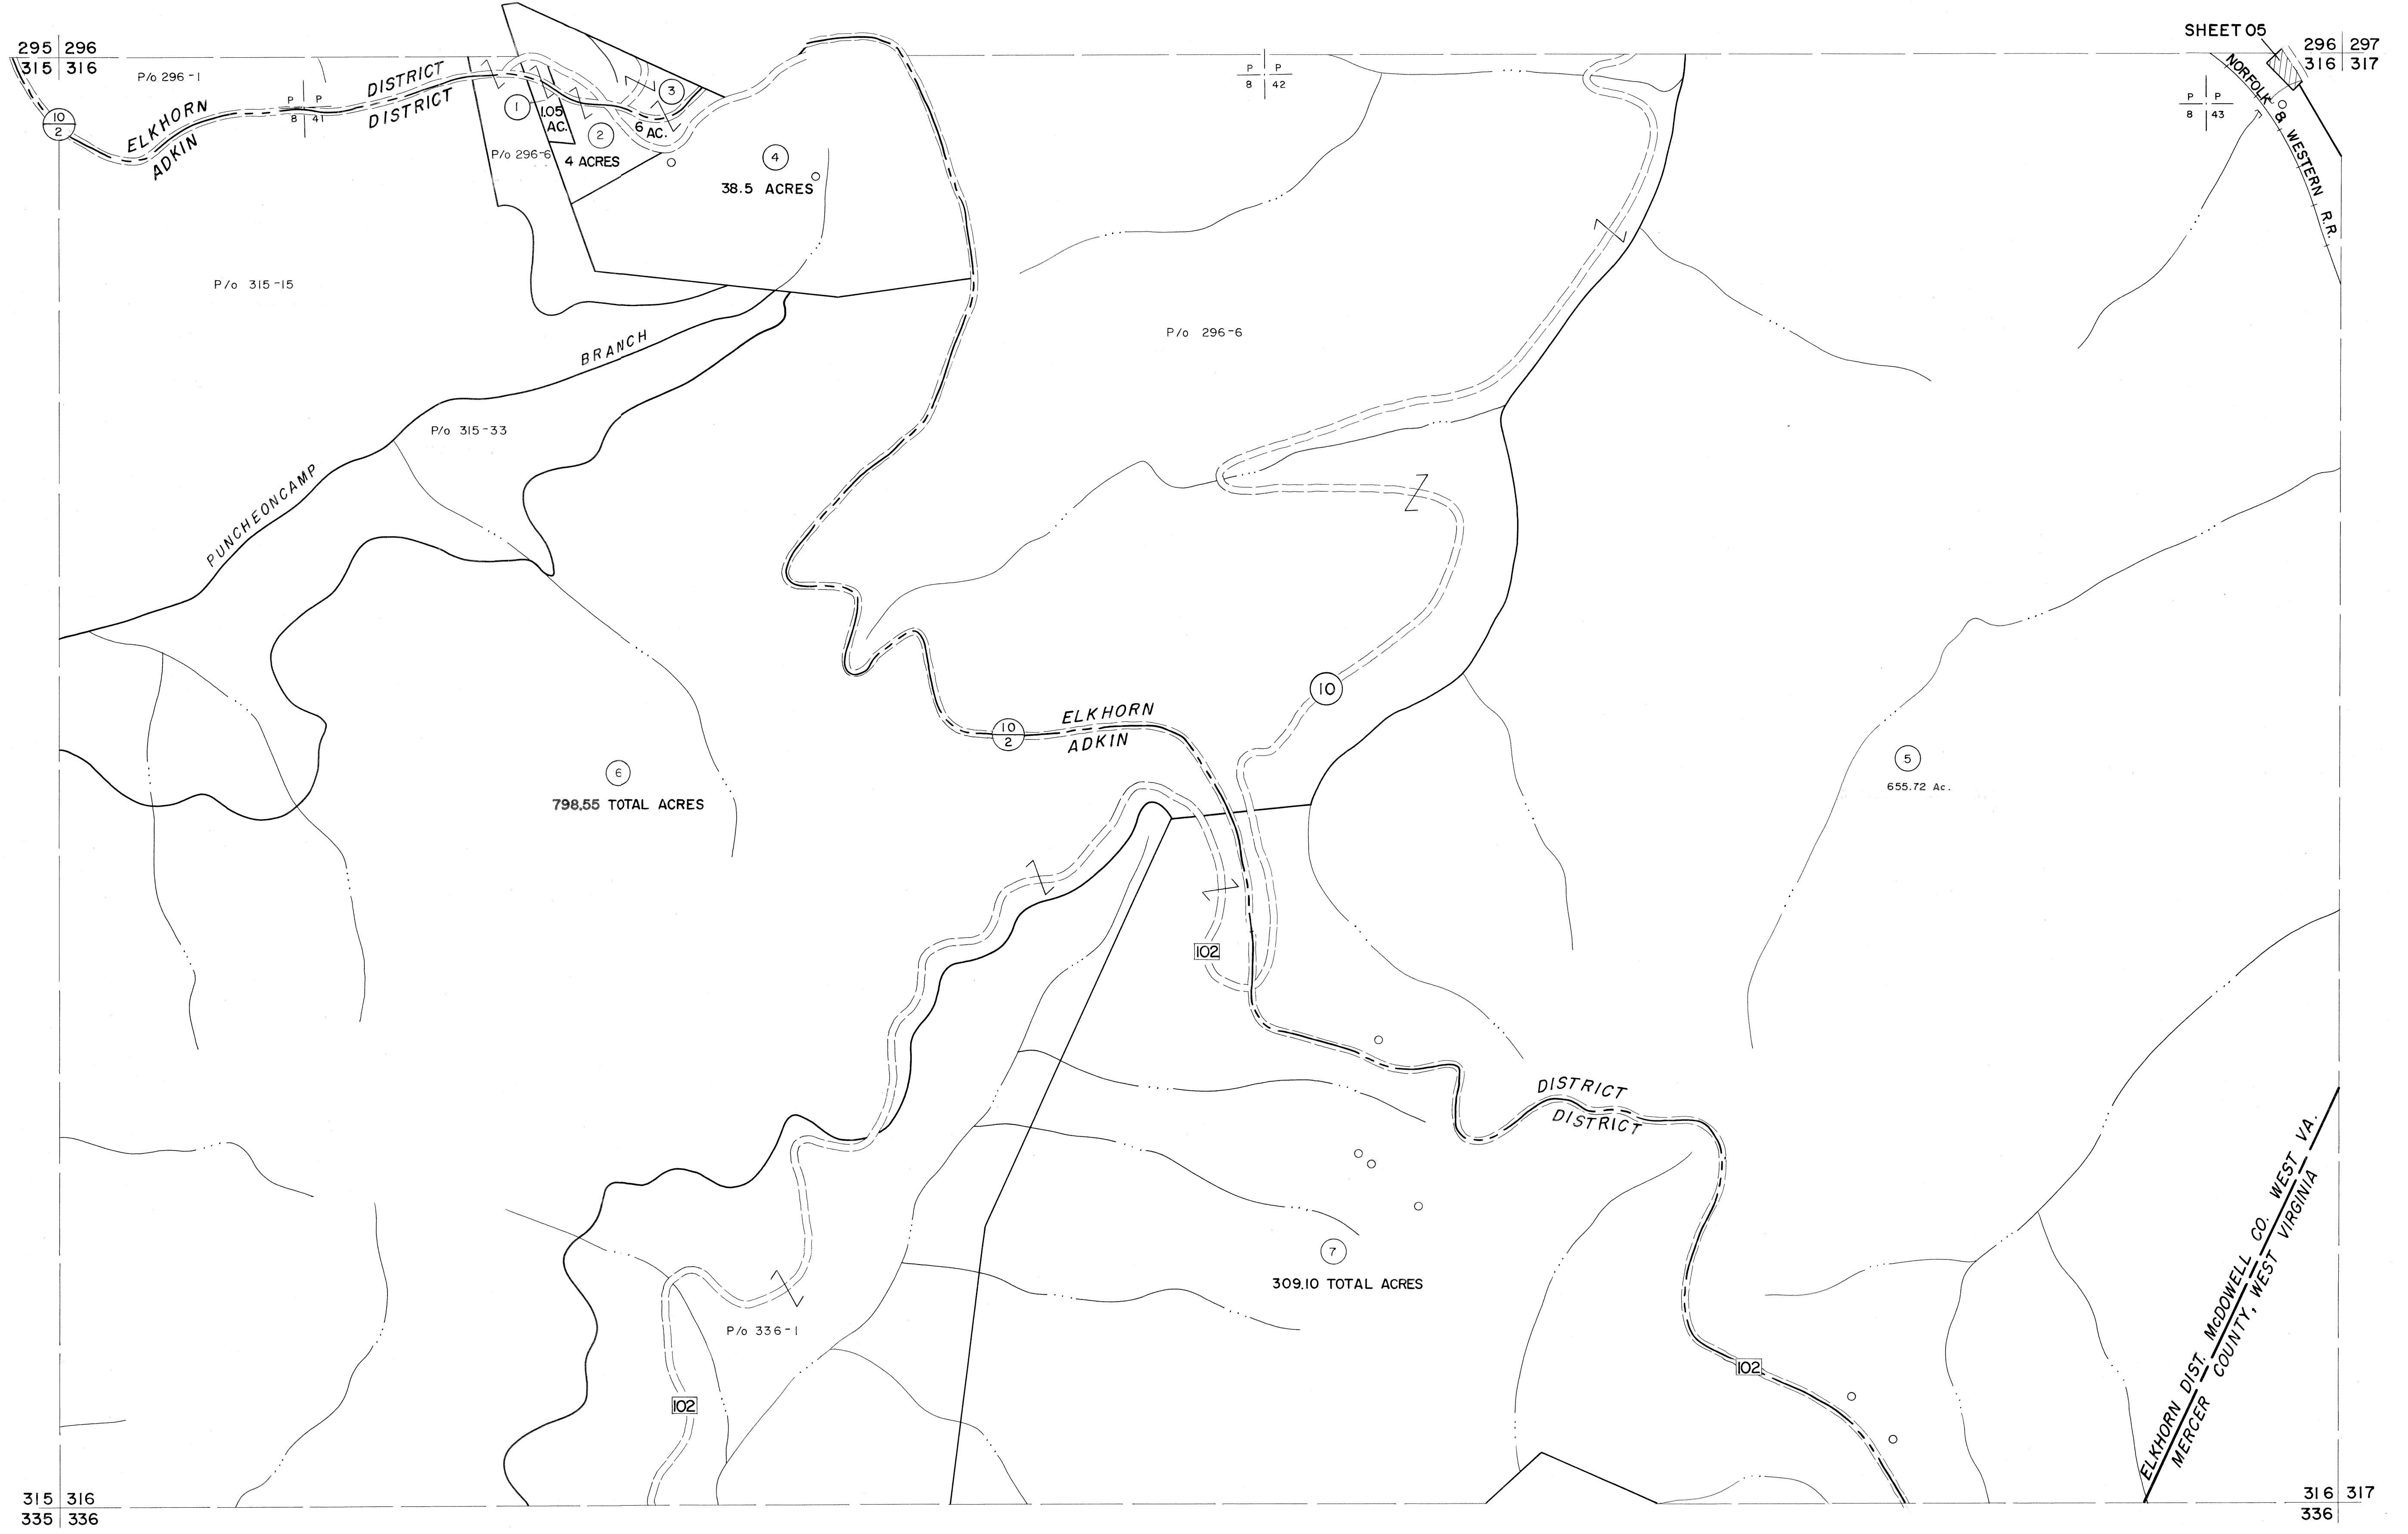 SHEET 05
295 296
315 316
296 297
316 317
P/o 296-1
DISTRICT
DISTRICT
ELKHORN
ADKIN
10
2
P P
8 41
1
1.05
AC.
2
3
6 AC.
4 ACRES
P/o 296-6
4
38.5 ACRES
P P
8 42
P P
8 43
NORFOLK & WESTERN R.R.
P/o 315-15
P/o 296-6
BRANCH
PUNCHEONCAMP
P/o 315-33
10
ELKHORN
ADKIN
10
2
6
798.55 TOTAL ACRES
5
655.72 Ac.
102
DISTRICT
DISTRICT
7
309.10 TOTAL ACRES
P/o 336-1
102
102
ELKHORN DIST. McDOWELL CO. WEST VA.
MERCER COUNTY, WEST VIRGINIA
315 316
335 336
316 317
336